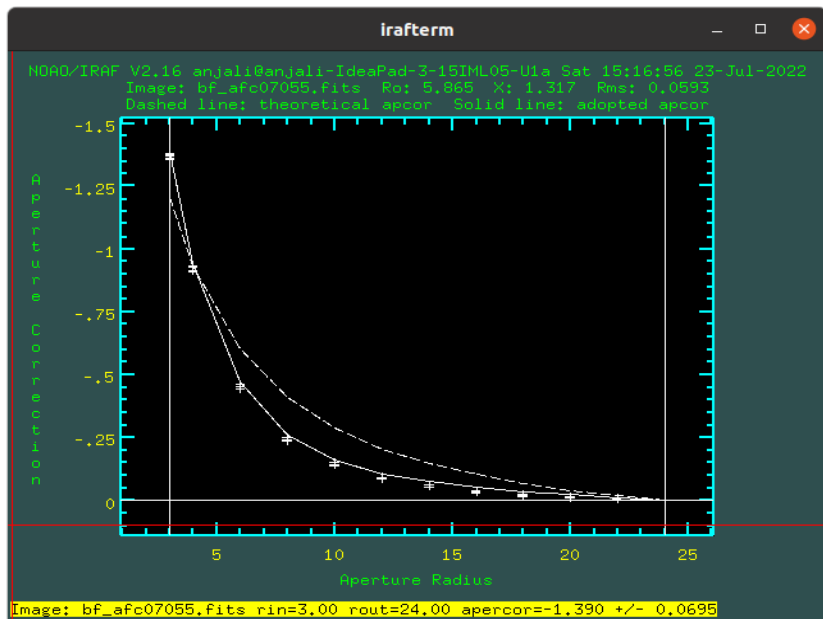 irafterm
NOAO/IRAF V2.16 anjali@anjali-IdeaPad-3-15IML05-U1a Sat 15:16:56 23-Jul-2022
Image: bf_afc07055.fits Ro: 5.865 X: 1.317 Rms: 0.0593
Dashed line: theoretical apcor Solid line: adopted apcor
-1.5
-1.25
-1
-.75
-.5
-.25
0
Aperture Correction
5 10 15 20 25
Aperture Radius
Image: bf_afc07055.fits rin=3.00 rout=24.00 apercor=-1.390 +/- 0.0695